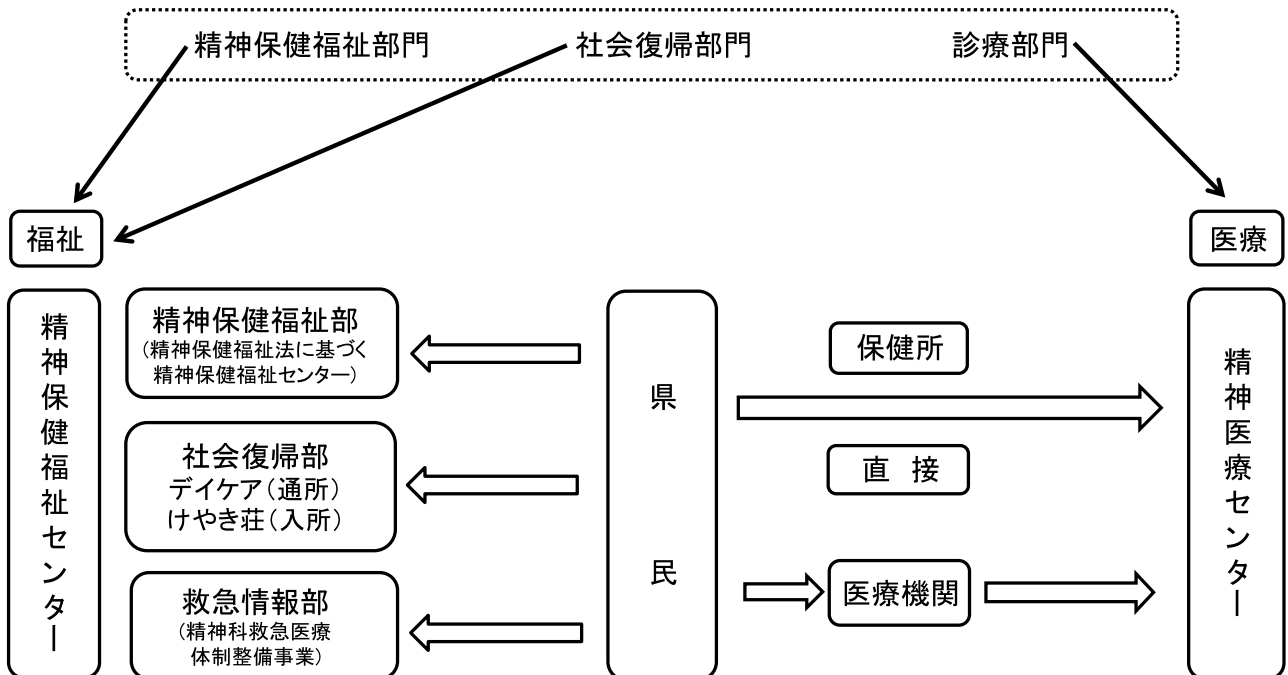 精神保健福祉部門
社会復帰部門
診療部門
福祉
医療
精神保健福祉センター
精神保健福祉部
(精神保健福祉法に基づく
精神保健福祉センター)
社会復帰部
デイケア(通所)
けやき荘(入所)
救急情報部
(精神科救急医療
体制整備事業)
県民
保健所
直 接
医療機関
精神医療センター